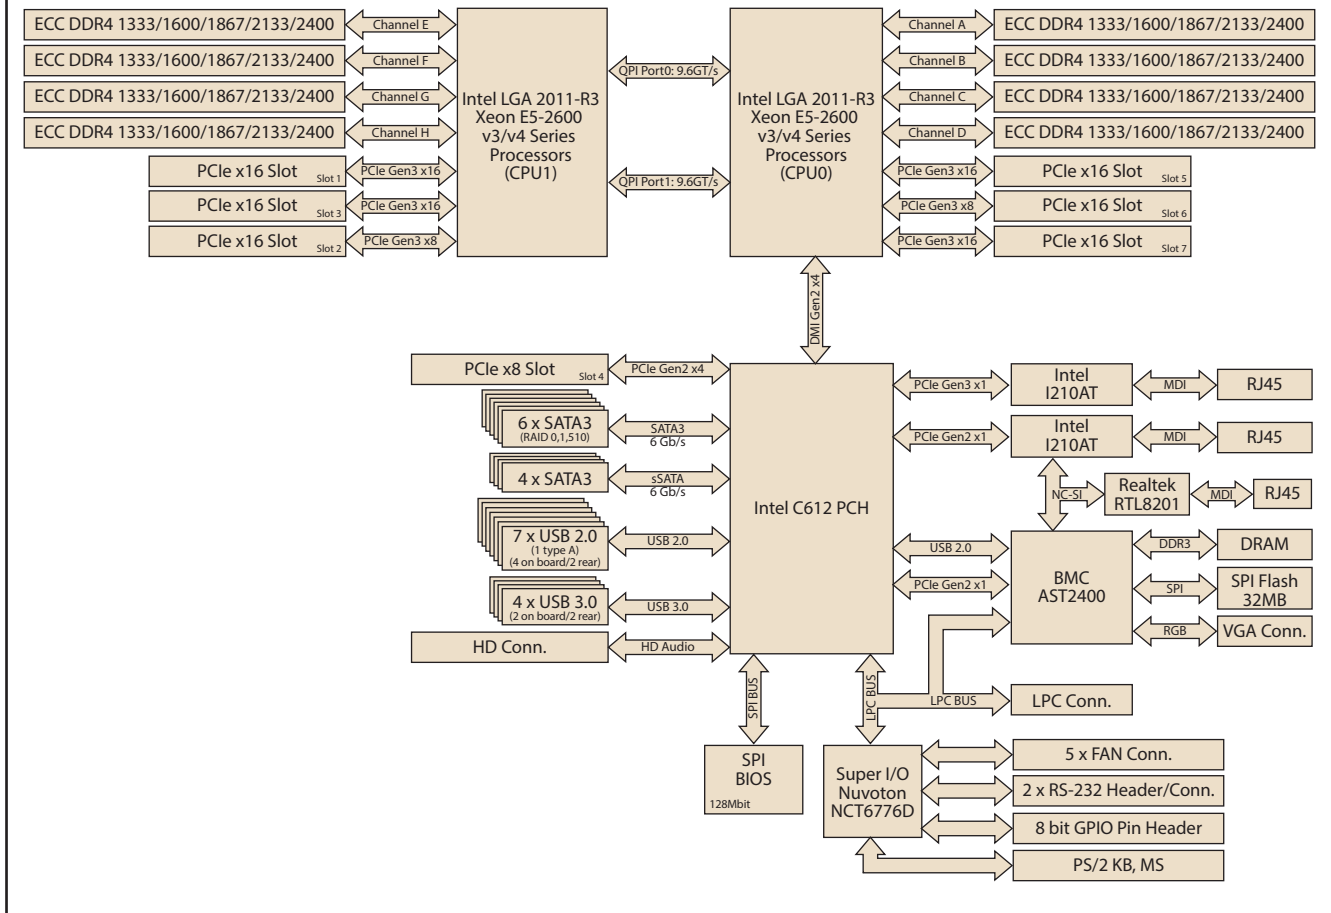 ECC DDR4 1333/1600/1867/2133/2400
Channel E
ECC DDR4 1333/1600/1867/2133/2400
Channel F
ECC DDR4 1333/1600/1867/2133/2400
Channel G
ECC DDR4 1333/1600/1867/2133/2400
Channel H
PCIe x16 Slot
Slot 1
PCIe Gen3 x16
PCIe x16 Slot
Slot 3
PCIe Gen3 x16
PCIe x16 Slot
Slot 2
PCIe Gen3 x8
Intel LGA 2011-R3
Xeon E5-2600
v3/v4 Series
Processors
(CPU1)
QPI Port0: 9.6GT/s
QPI Port1: 9.6GT/s
Intel LGA 2011-R3
Xeon E5-2600
v3/v4 Series
Processors
(CPU0)
Channel A
ECC DDR4 1333/1600/1867/2133/2400
Channel B
ECC DDR4 1333/1600/1867/2133/2400
Channel C
ECC DDR4 1333/1600/1867/2133/2400
Channel D
ECC DDR4 1333/1600/1867/2133/2400
PCIe Gen3 x16
PCIe x16 Slot
Slot 5
PCIe Gen3 x8
PCIe x16 Slot
Slot 6
PCIe Gen3 x16
PCIe x16 Slot
Slot 7
DMI Gen2 x4
PCIe x8 Slot
Slot 4
PCIe Gen2 x4
6 x SATA3
(RAID 0,1,510)
SATA3
6 Gb/s
4 x SATA3
sSATA
6 Gb/s
7 x USB 2.0
(1 type A)
(4 on board/2 rear)
USB 2.0
4 x USB 3.0
(2 on board/2 rear)
USB 3.0
HD Conn.
HD Audio
Intel C612 PCH
PCIe Gen3 x1
Intel
I210AT
MDI
RJ45
PCIe Gen2 x1
Intel
I210AT
MDI
RJ45
NC-SI
Realtek
RTL8201
MDI
RJ45
USB 2.0
PCIe Gen2 x1
BMC
AST2400
DDR3
DRAM
SPI
SPI Flash
32MB
RGB
VGA Conn.
SPI BUS
LPC BUS
LPC BUS
LPC Conn.
SPI
BIOS
128Mbit
Super I/O
Nuvoton
NCT6776D
5 x FAN Conn.
2 x RS-232 Header/Conn.
8 bit GPIO Pin Header
PS/2 KB, MS